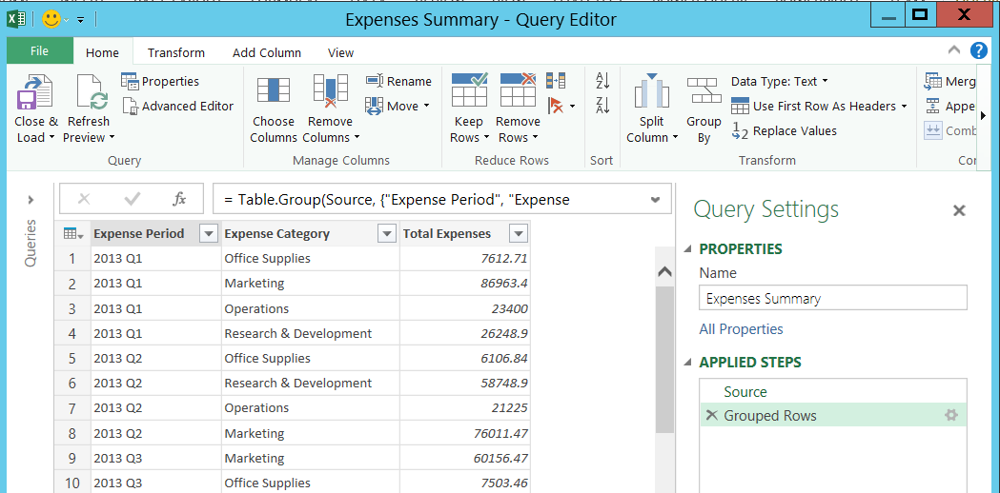 Expenses Summary - Query Editor
File Home Transform Add Column View
Close & Load Refresh Preview Properties Advanced Editor
Query
Choose Columns Remove Columns Rename Move
Manage Columns
Keep Rows Remove Rows
Reduce Rows
Sort
Split Column Group By Data Type: Text Use First Row As Headers Replace Values
Transform
Merg
Appe
Comb
Cor
Queries
fx = Table.Group(Source, {"Expense Period", "Expense
Expense Period Expense Category Total Expenses
1 2013 Q1 Office Supplies 7612.71
2 2013 Q1 Marketing 86963.4
3 2013 Q1 Operations 23400
4 2013 Q1 Research & Development 26248.9
5 2013 Q2 Office Supplies 6106.84
6 2013 Q2 Research & Development 58748.9
7 2013 Q2 Operations 21225
8 2013 Q2 Marketing 76011.47
9 2013 Q3 Marketing 60156.47
10 2013 Q3 Office Supplies 7503.46
Query Settings
PROPERTIES
Name
Expenses Summary
All Properties
APPLIED STEPS
Source
Grouped Rows